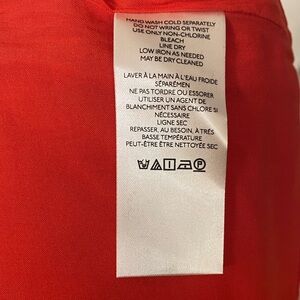 HAND WASH COLD SEPARATELY
DO NOT WRING OR TWIST
USE ONLY NON-CHLORINE
BLEACH
LINE DRY
LOW IRON AS NEEDED
MAY BE DRY CLEANED
LAVER À LA MAIN À L'EAU FROIDE
SÉPARÉMEN
NE PAS TORDRE OU ESSORER
UTILISER UN AGENT DE
BLANCHIMENT SANS CHLORE SI
NÉCESSAIRE
LIGNE SEC
REPASSER, AU BESOIN, À TRÈS
BASSE TEMPÉRATURE
PEUT-ÊTRE ÊTRE NETTOYÉE SEC